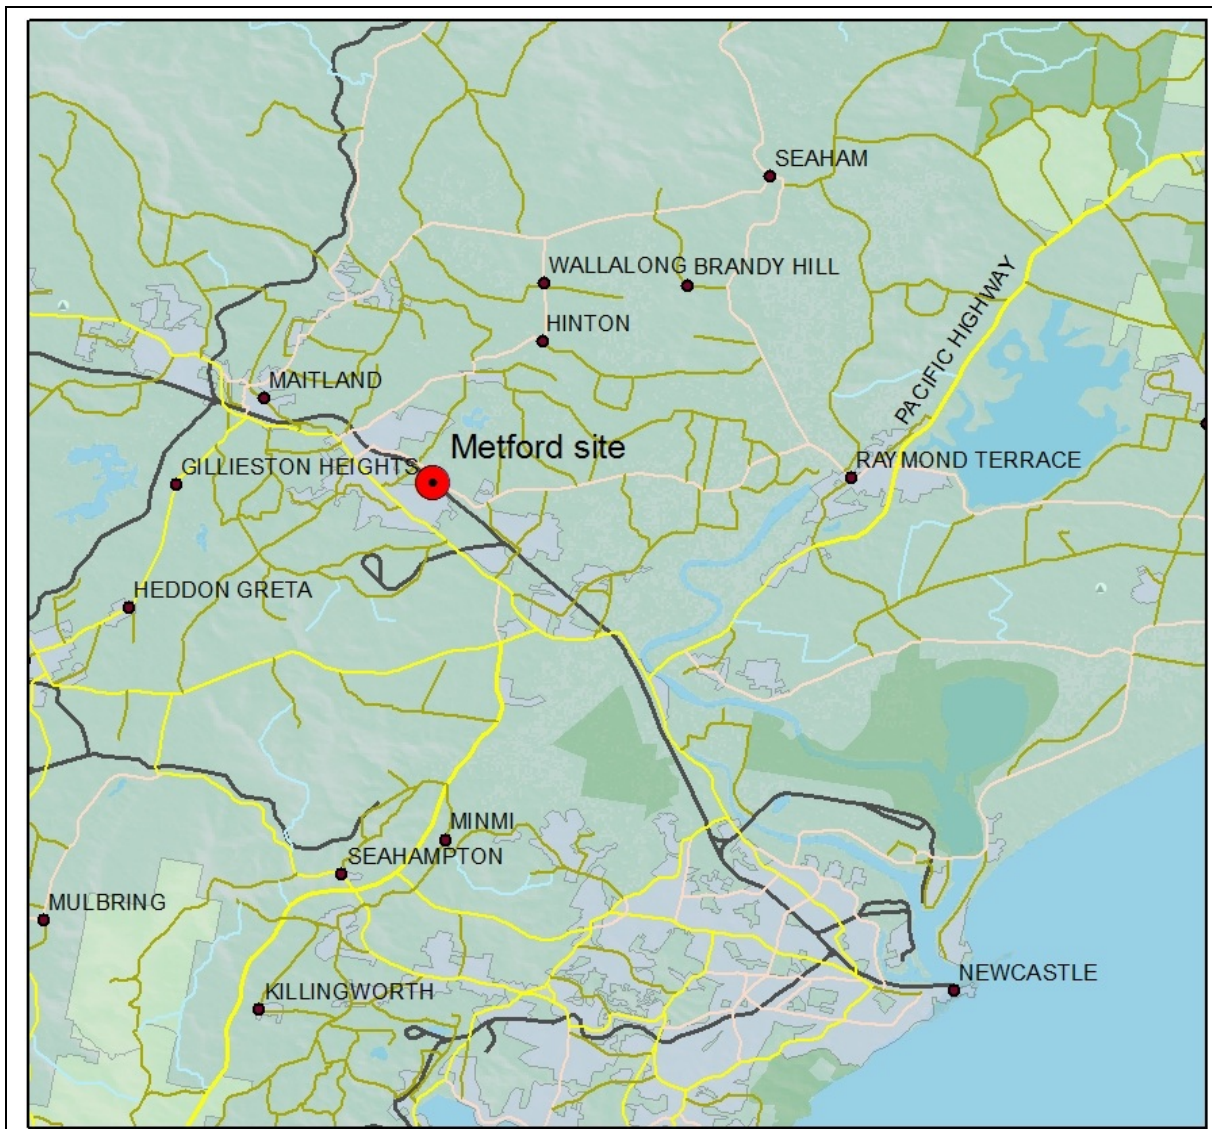 SEAHAM
WALLALONG
BRANDY HILL
PACIFIC HIGHWAY
HINTON
MAITLAND
Metford site
GILLIESTON HEIGHTS
RAYMOND TERRACE
HEDDON GRETA
MINMI
SEAHAMPTON
MULBRING
NEWCASTLE
KILLINGWORTH